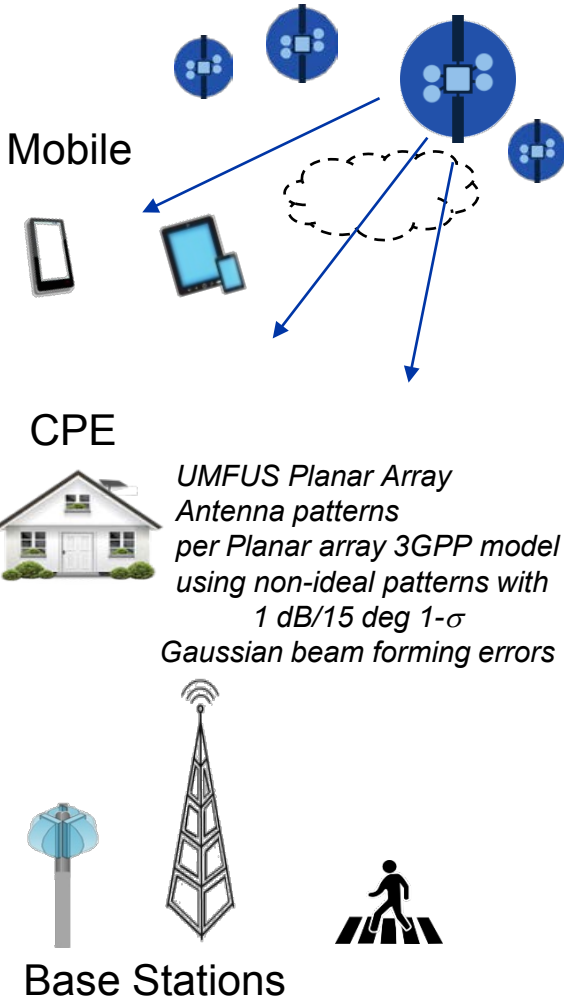 Mobile
CPE
UMFUS Planar Array
Antenna patterns
per Planar array 3GPP model
using non-ideal patterns with
1 dB/15 deg 1-σ
Gaussian beam forming errors
Base Stations